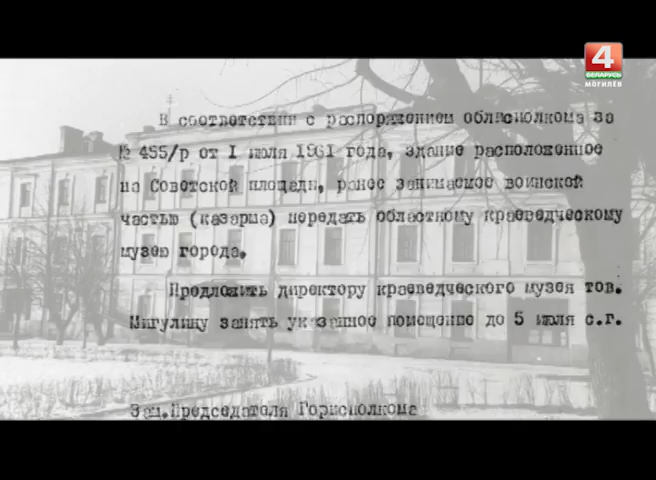 4
БЕЛАРУСЬ
МОГИЛЕВ
В соответствии с распоряжением облисполкома за
№ 455/р от I июля 1961 года, здание расположенное
на Советской площади, ранее занимаемое воинской
частью (казарма) передать областному краеведческому
музею города.
Предложить директору краеведческого музея тов.
Мигулину занять указанное помещение до 5 июля с.г.
Зам.Председателя Горисполкома